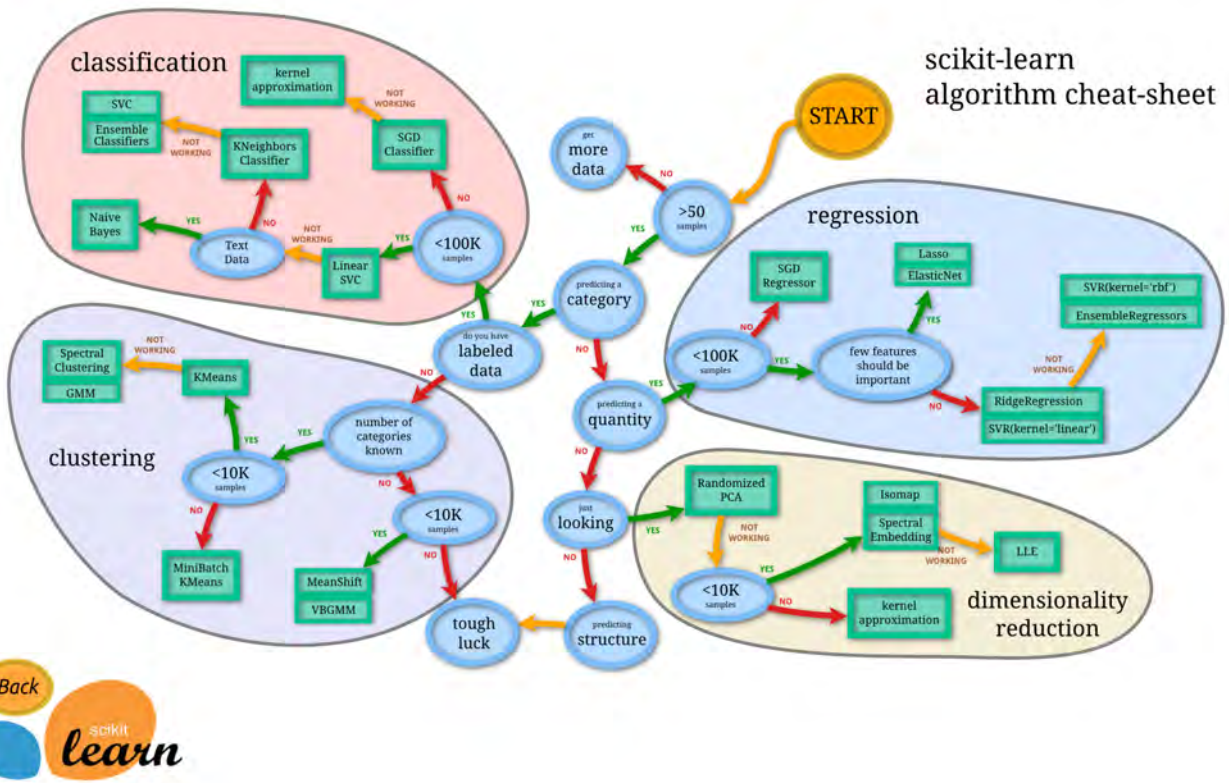 scikit-learn
algorithm cheat-sheet
START
classification
kernel
approximation
NOT
WORKING
SVC
Ensemble
Classifiers
NOT
WORKING
KNeighbors
Classifier
SGD
Classifier
NO
Naive
Bayes
YES
Text
Data
NO
NOT
WORKING
Linear
SVC
YES
<100K
samples
YES
get
more
data
NO
>50
samples
YES
predicting a
category
YES
do you have
labeled
data
NO
NO
predicting a
quantity
YES
NO
just
looking
YES
NO
predicting
structure
tough
luck
regression
SGD
Regressor
NO
<100K
samples
YES
Lasso
ElasticNet
YES
few features
should be
important
NO
SVR(kernel='rbf')
EnsembleRegressors
NOT
WORKING
RidgeRegression
SVR(kernel='linear')
clustering
Spectral
Clustering
GMM
NOT
WORKING
KMeans
YES
<10K
samples
NO
MiniBatch
KMeans
number of
categories
known
YES
NO
<10K
samples
YES
NO
MeanShift
VBGMM
dimensionality
reduction
Randomized
PCA
NOT
WORKING
<10K
samples
YES
NO
Isomap
Spectral
Embedding
NOT
WORKING
LLE
kernel
approximation
Back
scikit
learn